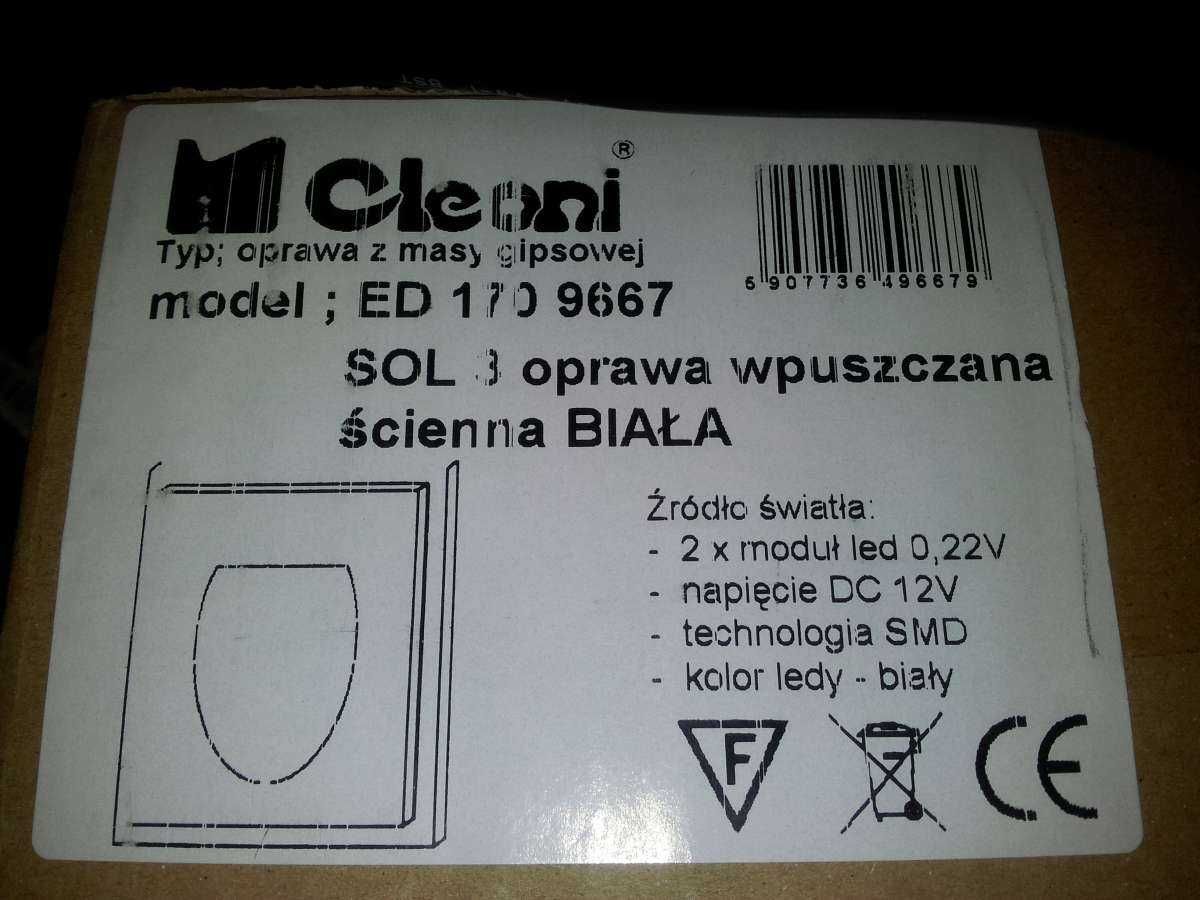 Cleoni ®
Typ; oprawa z masy gipsowej
model ; ED 170 9667
5 907736 496679
SOL 3 oprawa wpuszczana
ścienna BIAŁA
Źródło światła:
- 2 x moduł led 0,22V
- napięcie DC 12V
- technologia SMD
- kolor ledy - biały
F
CE